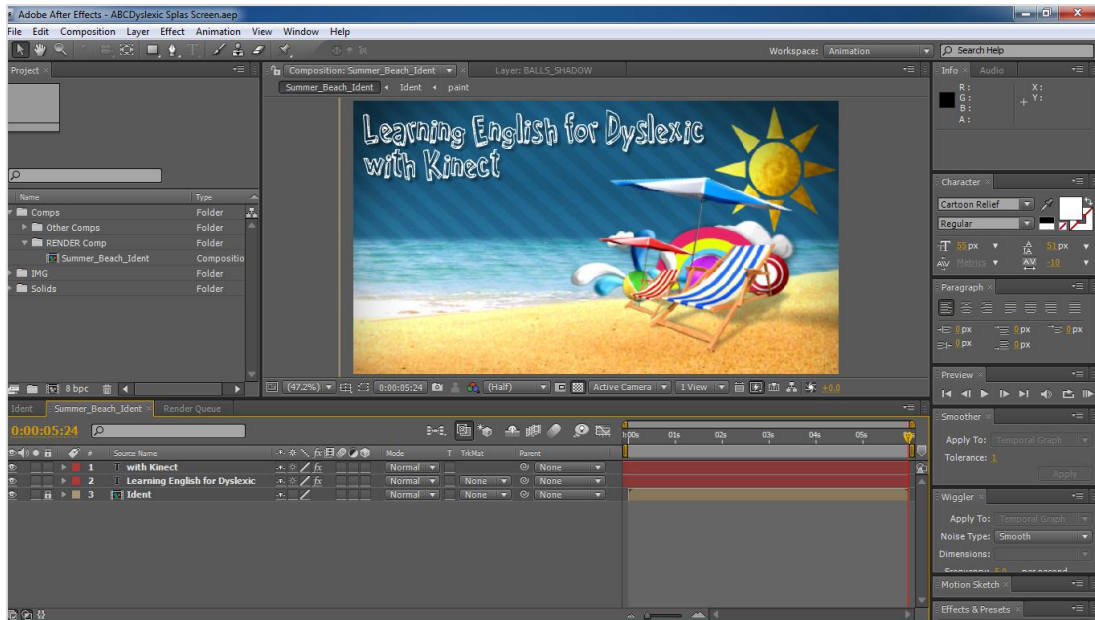 Adobe After Effects - ABCDyslexic Splas Screen.aep
File Edit Composition Layer Effect Animation View Window Help
Workspace: Animation
Search Help
Project
Composition: Summer_Beach_Ident
Layer: BALLS_SHADOW
Summer_Beach_Ident Ident paint
Learning English for Dyslexic
with Kinect
Name Type
Comps Folder
Other Comps Folder
RENDER Comp Folder
Summer_Beach_Ident Compositio
IMG Folder
Solids Folder
8 bpc
(47.2%) 0:00:05:24 (Half) Active Camera 1 View +0.0
Info Audio
R: X:
G: Y:
B:
A:
Character
Cartoon Relief
Regular
55 px 51 px
Metrics -10
Paragraph
0 px 0 px 0 px
0 px 0 px
Preview
Smoother
Apply To: Temporal Graph
Tolerance: 1
Apply
Wiggler
Apply To: Temporal Graph
Noise Type: Smooth
Dimensions:
Frequency: 5.0 per second
Motion Sketch
Effects & Presets
Ident Summer_Beach_Ident Render Queue
0:00:05:24
# Source Name Mode T TrkMat Parent
1 with Kinect Normal None
2 Learning English for Dyslexic Normal None None
3 Ident Normal None None
01s 02s 03s 04s 05s